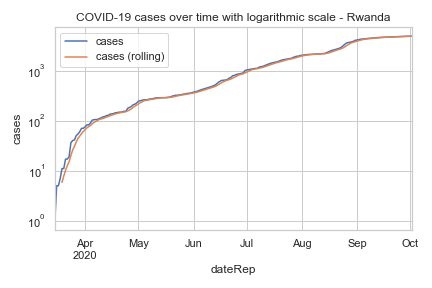 COVID-19 cases over time with logarithmic scale - Rwanda
cases
cases (rolling)
10³
10²
10¹
10⁰
cases
Apr
2020
May
Jun
Jul
Aug
Sep
Oct
dateRep